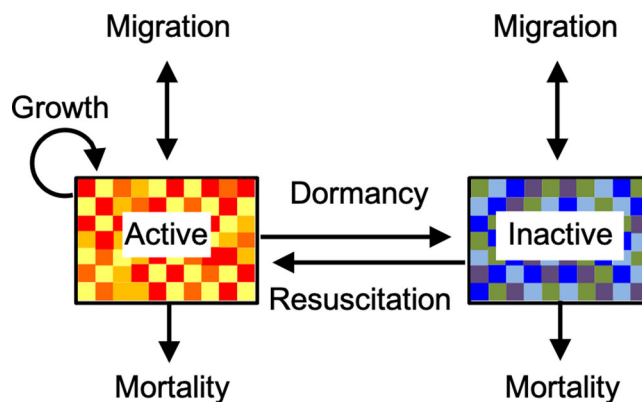 Migration
Migration
Growth
Dormancy
Active
Inactive
Resuscitation
Mortality
Mortality